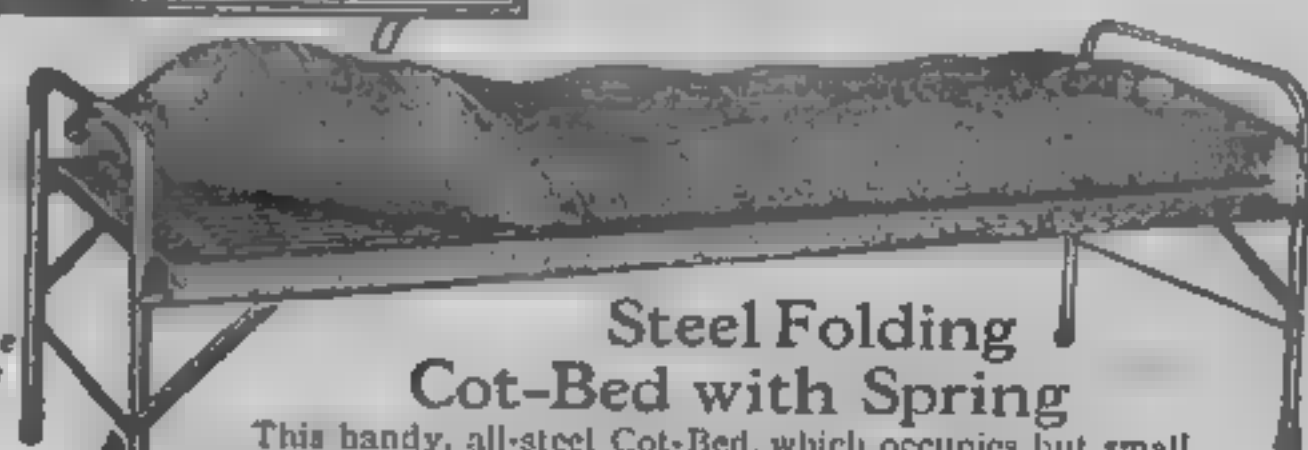 Steel Folding
Cot-Bed with Spring
This handy, all-steel Cot-Bed, which occupies but small